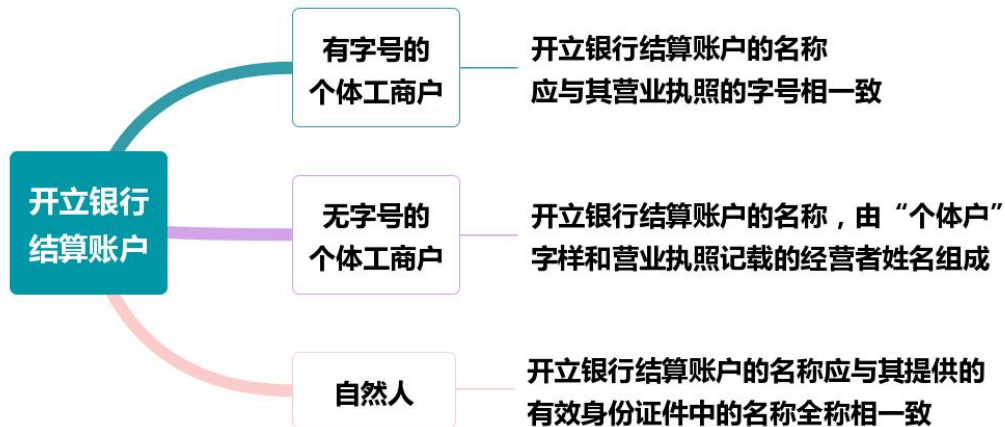 开立银行
结算账户
有字号的
个体工商户
开立银行结算账户的名称
应与其营业执照的字号相一致
无字号的
个体工商户
开立银行结算账户的名称，由“个体户”
字样和营业执照记载的经营者姓名组成
自然人
开立银行结算账户的名称应与其提供的
有效身份证件中的名称全称相一致